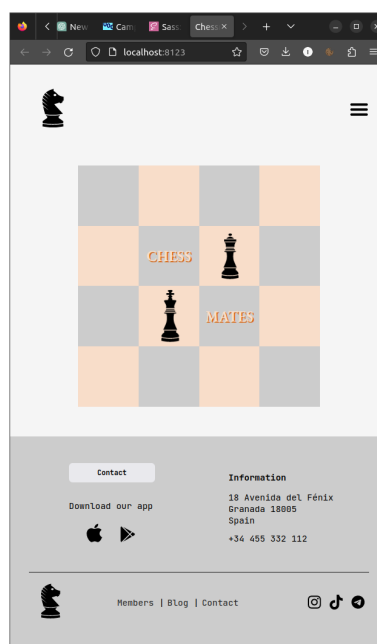 New
Cam
Sass
Chess
localhost:8123
CHESS
MATES
Contact
Download our app
Information
18 Avenida del Fénix
Granada 18005
Spain
+34 455 332 112
Members | Blog | Contact